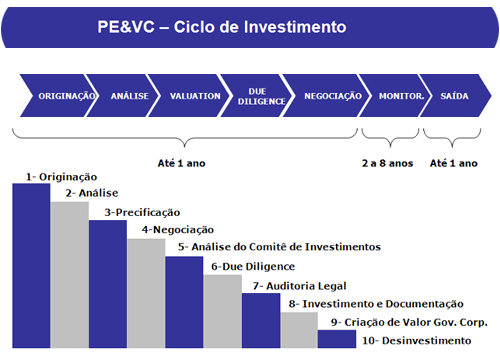 PE&VC – Ciclo de Investimento
ORIGINAÇÃO
ANÁLISE
VALUATION
DUE
DILIGENCE
NEGOCIAÇÃO
MONITOR.
SAÍDA
Até 1 ano
2 a 8 anos
Até 1 ano
1- Originação
2- Análise
3-Precificação
4-Negociação
5- Análise do Comitê de Investimentos
6-Due Diligence
7- Auditoria Legal
8- Investimento e Documentação
9- Criação de Valor Gov. Corp.
10- Desinvestimento